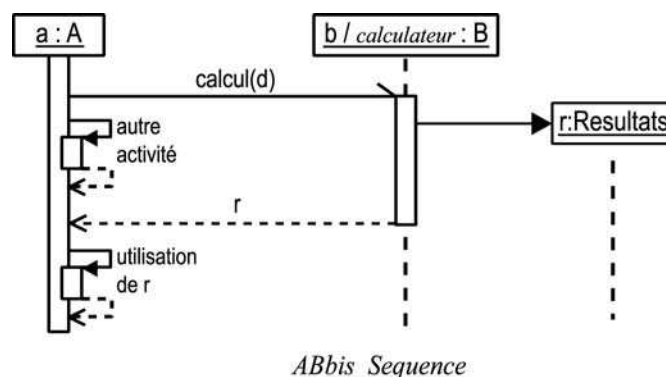 a : A
b / calculateur : B
calcul(d)
r:Resultats
autre
activité
r
utilisation
de r
ABbis Sequence